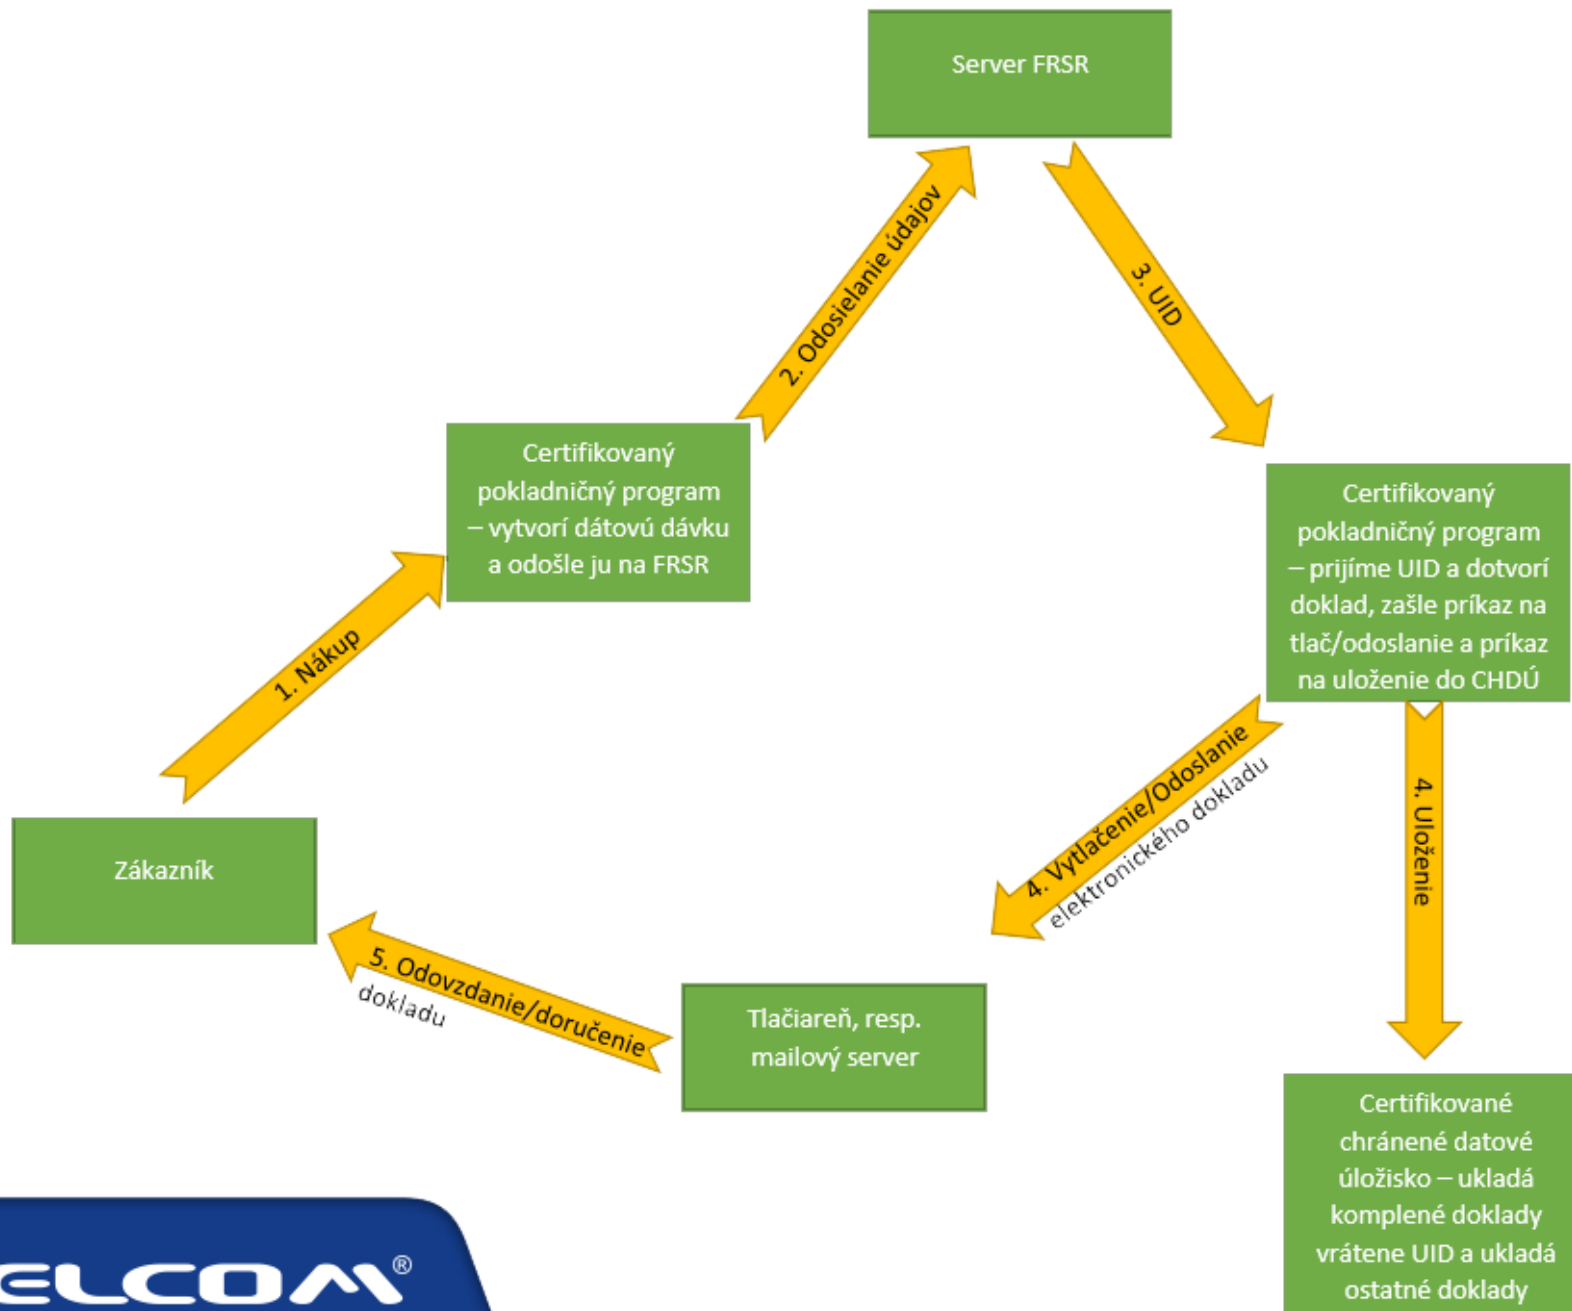 Server FRSR
2. Odosielanie údajov
3. UID
Certifikovaný
pokladničný program
– vytvorí dátovú dávku
a odošle ju na FRSR
1. Nákup
Certifikovaný
pokladničný program
– prijíme UID a dotvorí
doklad, zašle príkaz na
tlač/odoslanie a príkaz
na uloženie do CHDÚ
4. Vytlačenie/Odoslanie
elektronického dokladu
4. Uloženie
Zákazník
5. Odovzdanie/doručenie
dokladu
Tlačiareň, resp.
mailový server
Certifikované
chránené datové
úložisko – ukladá
komplené doklady
vrátene UID a ukladá
ostatné doklady
ELCOM®